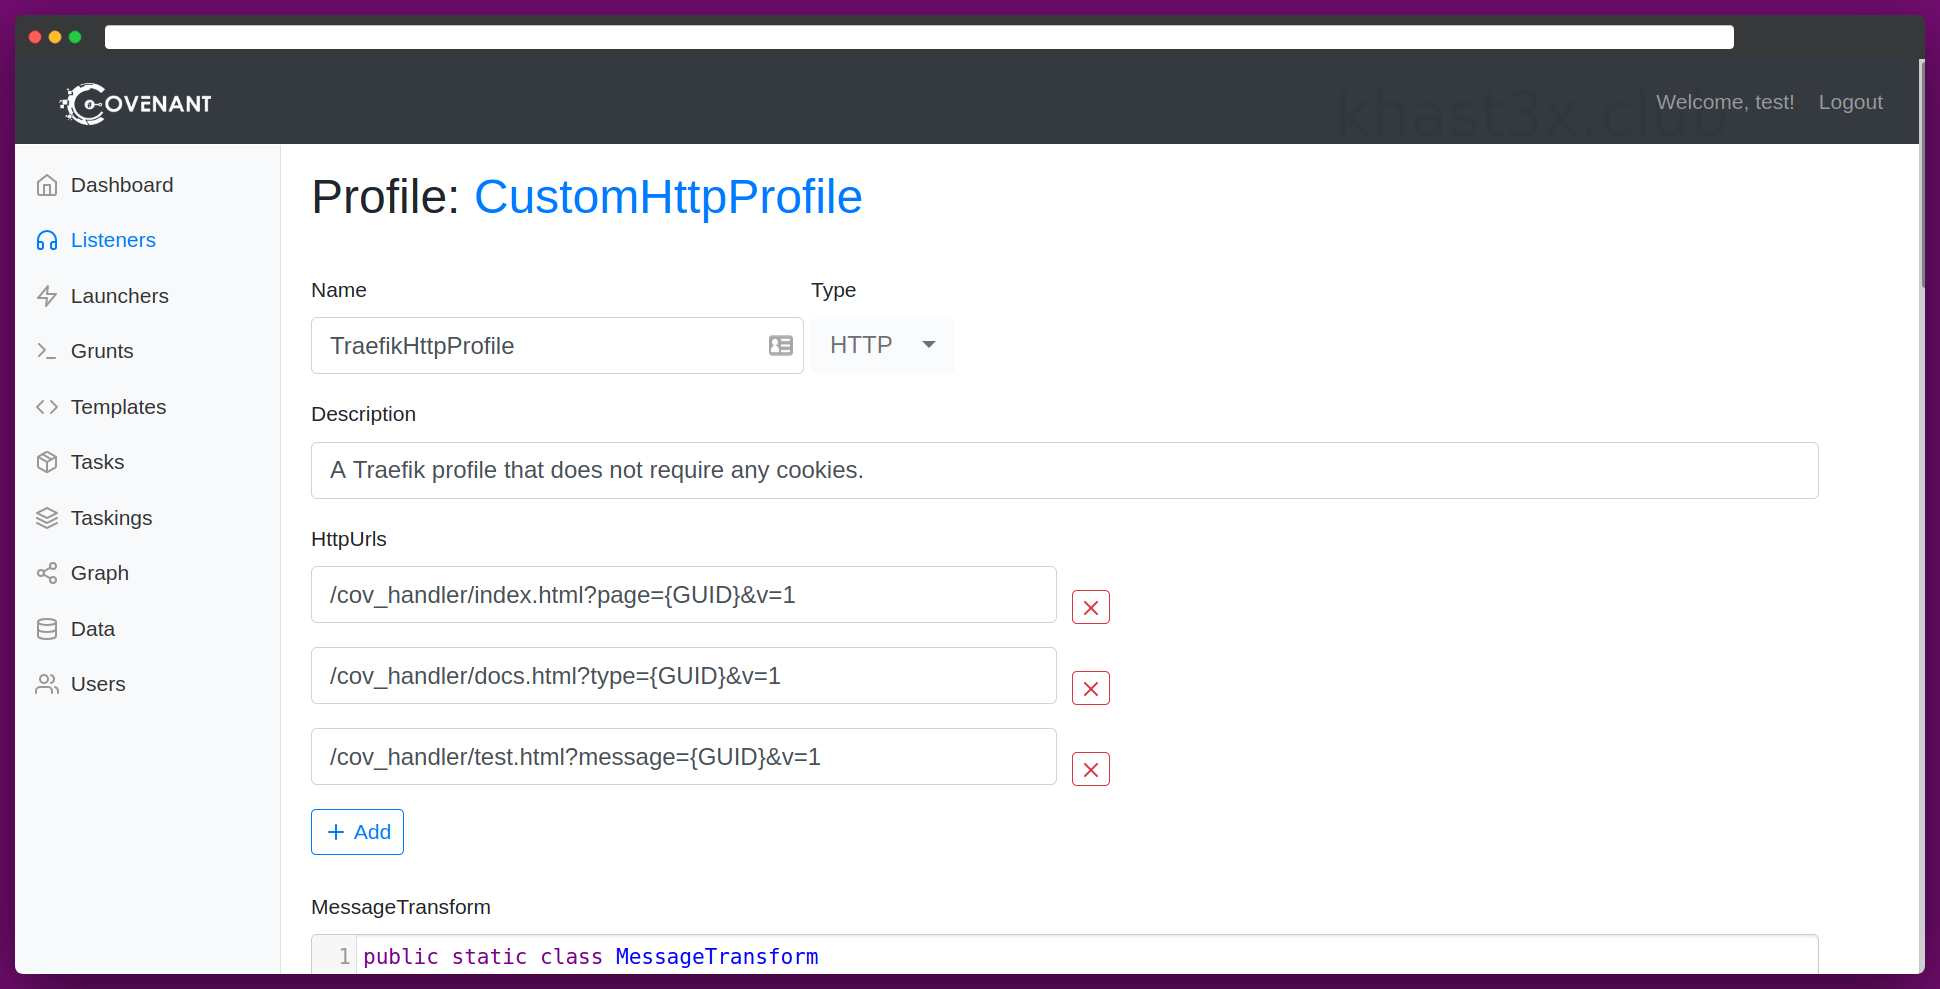 COVENANT
khast3x.club
Welcome, test! Logout
Dashboard
Listeners
Launchers
Grunts
Templates
Tasks
Taskings
Graph
Data
Users
Profile: CustomHttpProfile
Name Type
TraefikHttpProfile HTTP
Description
A Traefik profile that does not require any cookies.
HttpUrls
/cov_handler/index.html?page={GUID}&v=1
/cov_handler/docs.html?type={GUID}&v=1
/cov_handler/test.html?message={GUID}&v=1
Add
MessageTransform
1 public static class MessageTransform